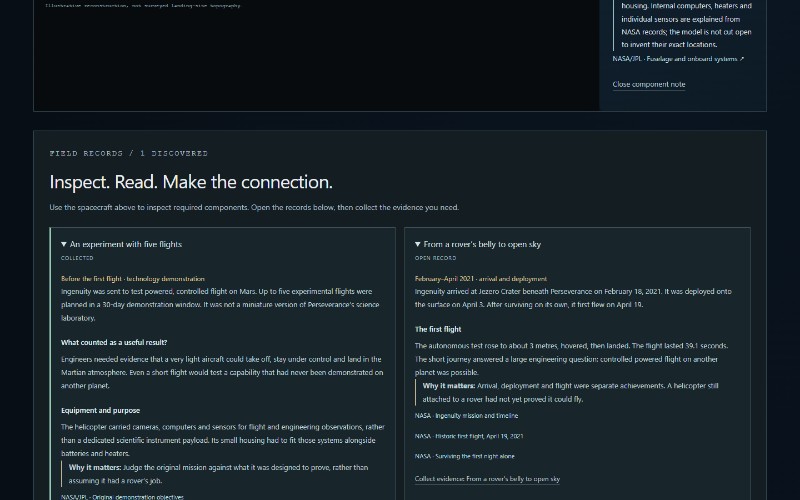 Illustrative reconstruction, not surveyed landing-site topography.
housing. Internal computers, heaters and
individual sensors are explained from
NASA records; the model is not cut open
to invent their exact locations.
NASA/JPL · Fuselage and onboard systems ↗
Close component note
FIELD RECORDS / 1 DISCOVERED
Inspect. Read. Make the connection.
Use the spacecraft above to inspect required components. Open the records below, then collect the evidence you need.
▼ An experiment with five flights
COLLECTED
Before the first flight · technology demonstration
Ingenuity was sent to test powered, controlled flight on Mars. Up to five experimental flights were
planned in a 30-day demonstration window. It was not a miniature version of Perseverance's science
laboratory.
What counted as a useful result?
Engineers needed evidence that a very light aircraft could take off, stay under control and land in the
Martian atmosphere. Even a short flight would test a capability that had never been demonstrated on
another planet.
Equipment and purpose
The helicopter carried cameras, computers and sensors for flight and engineering observations, rather
than a dedicated scientific instrument payload. Its small housing had to fit those systems alongside
batteries and heaters.
Why it matters: Judge the original mission against what it was designed to prove, rather than
assuming it had a rover's job.
NASA/JPL · Original demonstration objectives
▼ From a rover's belly to open sky
OPEN RECORD
February–April 2021 · arrival and deployment
Ingenuity arrived at Jezero Crater beneath Perseverance on February 18, 2021. It was deployed onto
the surface on April 3. After surviving on its own, it first flew on April 19.
The first flight
The autonomous test rose to about 3 metres, hovered, then landed. The flight lasted 39.1 seconds.
The short journey answered a large engineering question: controlled powered flight on another
planet was possible.
Why it matters: Arrival, deployment and flight were separate achievements. A helicopter still
attached to a rover had not yet proved it could fly.
NASA · Ingenuity mission and timeline
NASA · Historic first flight, April 19, 2021
NASA · Surviving the first night alone
Collect evidence: From a rover's belly to open sky